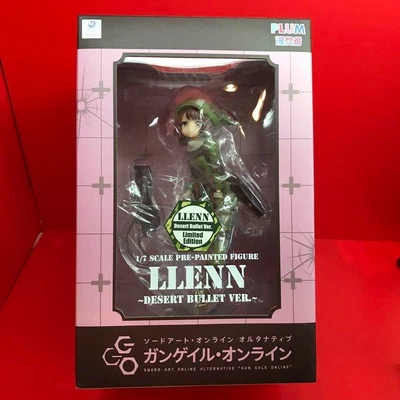 PLUM
LLENN
Desert Bullet Ver.
Limited
Edition
1/7 SCALE PRE-PAINTED FIGURE
LLENN
~DESERT BULLET VER.~
GGO
ソードアート・オンライン オルタナティブ
ガンゲイル・オンライン
SWORD ART ONLINE ALTERNATIVE "GUN GALE ONLINE"